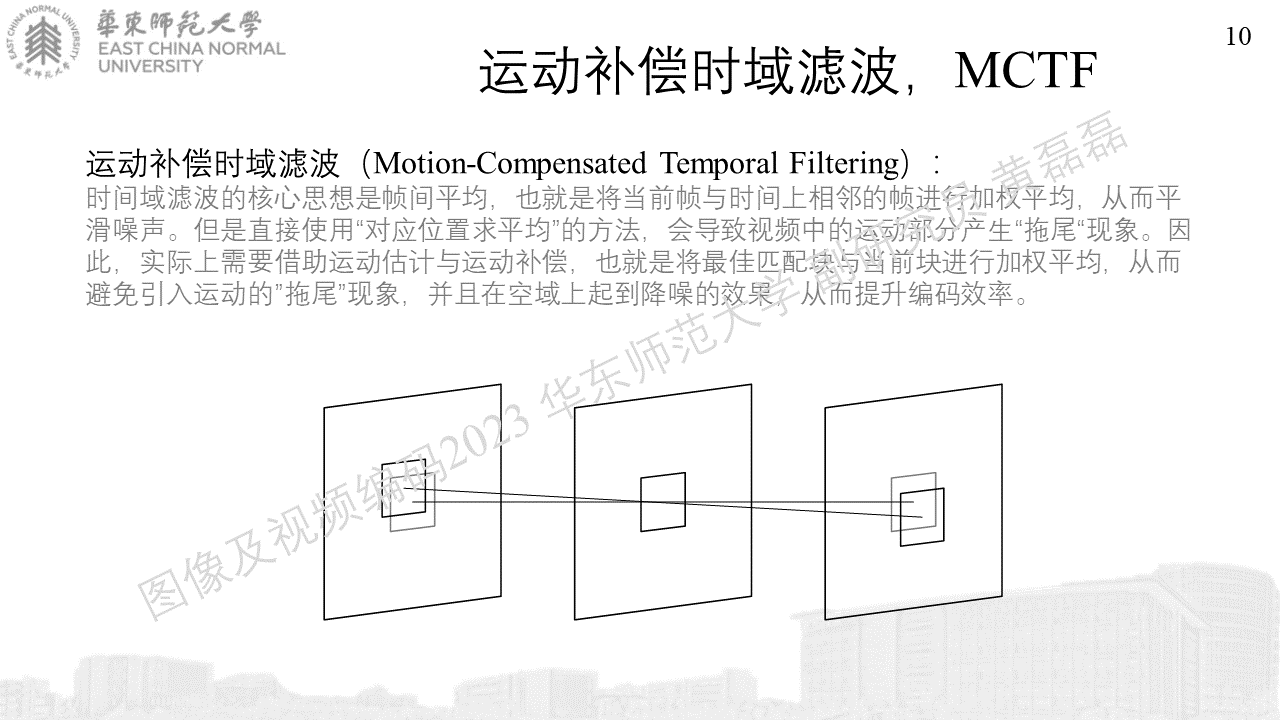 華東師範大學
EAST CHINA NORMAL
UNIVERSITY
EAST CHINA NORMAL UNIVERSITY
華東師範大學
10
运动补偿时域滤波，MCTF
运动补偿时域滤波（Motion-Compensated Temporal Filtering）:
时间域滤波的核心思想是帧间平均，也就是将当前帧与时间上相邻的帧进行加权平均，从而平
滑噪声。但是直接使用“对应位置求平均”的方法，会导致视频中的运动部分产生“拖尾“现象。因
此，实际上需要借助运动估计与运动补偿，也就是将最佳匹配块与当前块进行加权平均，从而
避免引入运动的”拖尾”现象，并且在空域上起到降噪的效果，从而提升编码效率。
图像及视频编码2023 华东师范大学 副研究员 黄磊磊